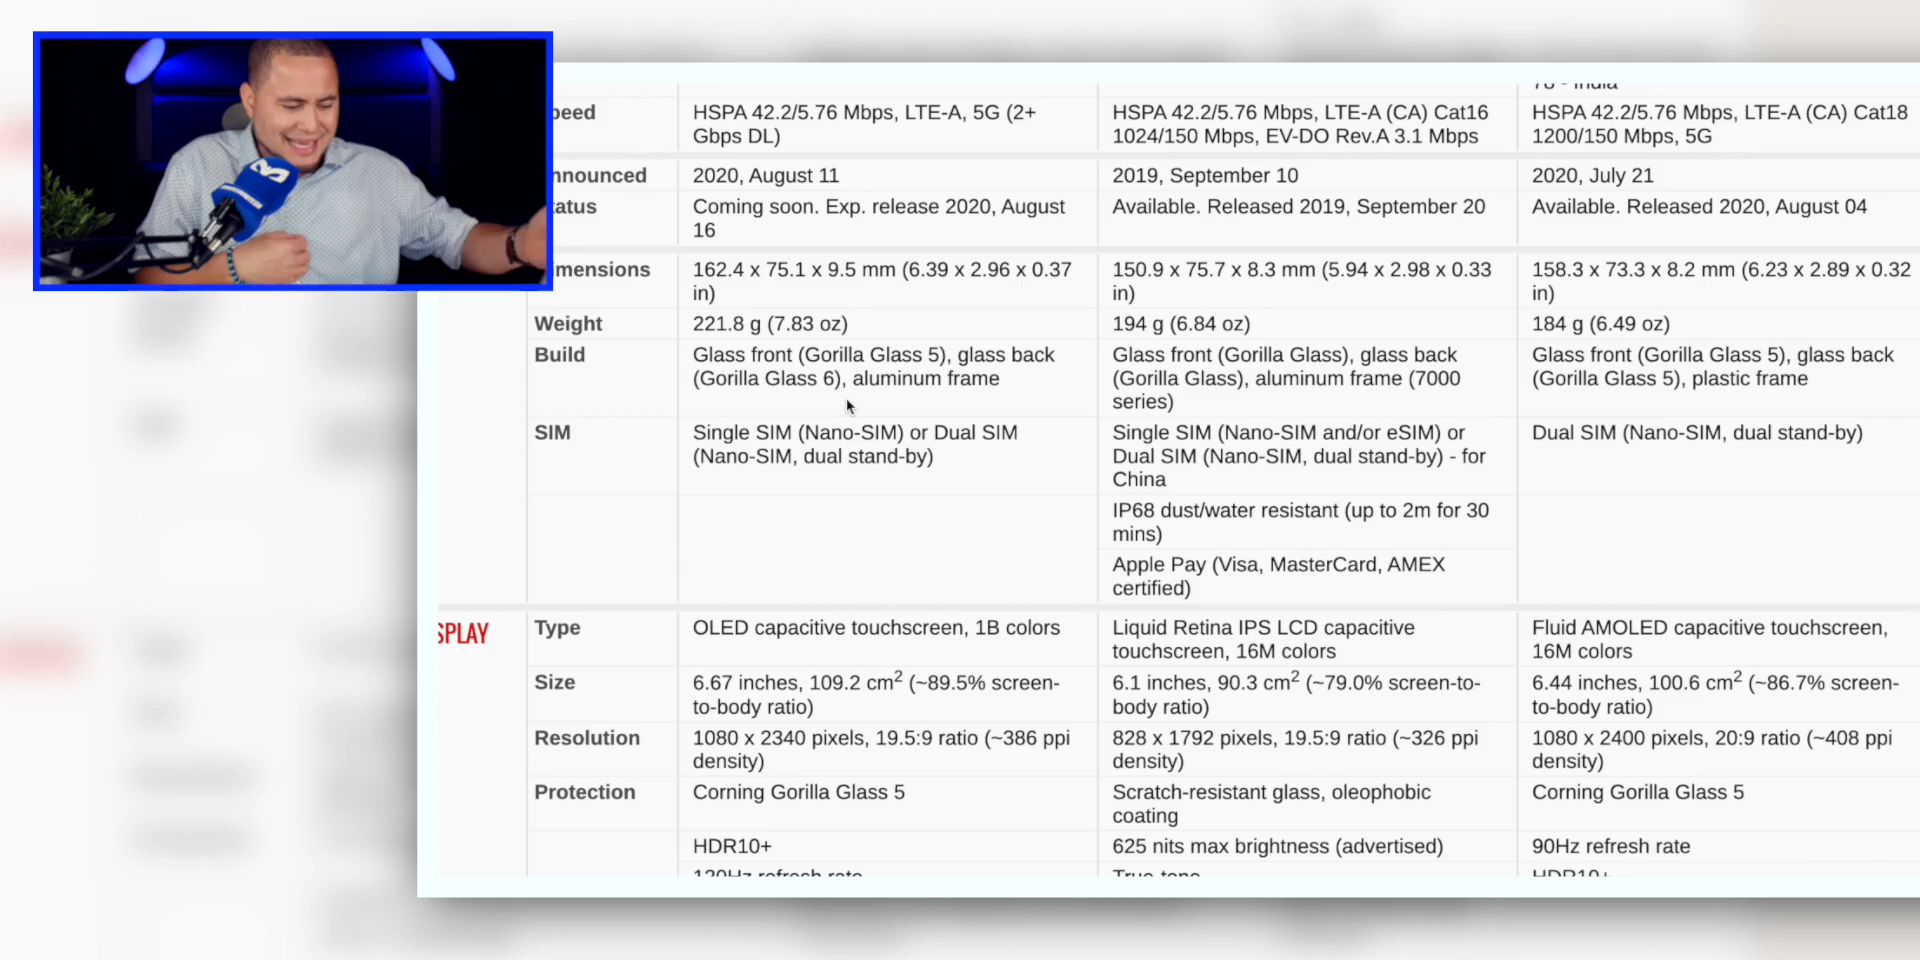 78 - India
peed
HSPA 42.2/5.76 Mbps, LTE-A, 5G (2+
Gbps DL)
HSPA 42.2/5.76 Mbps, LTE-A (CA) Cat16
1024/150 Mbps, EV-DO Rev.A 3.1 Mbps
HSPA 42.2/5.76 Mbps, LTE-A (CA) Cat18
1200/150 Mbps, 5G
nnounced
2020, August 11
2019, September 10
2020, July 21
tatus
Coming soon. Exp. release 2020, August
16
Available. Released 2019, September 20
Available. Released 2020, August 04
imensions
162.4 x 75.1 x 9.5 mm (6.39 x 2.96 x 0.37
in)
150.9 x 75.7 x 8.3 mm (5.94 x 2.98 x 0.33
in)
158.3 x 73.3 x 8.2 mm (6.23 x 2.89 x 0.32
in)
Weight
221.8 g (7.83 oz)
194 g (6.84 oz)
184 g (6.49 oz)
Build
Glass front (Gorilla Glass 5), glass back
(Gorilla Glass 6), aluminum frame
Glass front (Gorilla Glass), glass back
(Gorilla Glass), aluminum frame (7000
series)
Glass front (Gorilla Glass 5), glass back
(Gorilla Glass 5), plastic frame
SIM
Single SIM (Nano-SIM) or Dual SIM
(Nano-SIM, dual stand-by)
Single SIM (Nano-SIM and/or eSIM) or
Dual SIM (Nano-SIM, dual stand-by) - for
China
Dual SIM (Nano-SIM, dual stand-by)
IP68 dust/water resistant (up to 2m for 30
mins)
Apple Pay (Visa, MasterCard, AMEX
certified)
SPLAY
Type
OLED capacitive touchscreen, 1B colors
Liquid Retina IPS LCD capacitive
touchscreen, 16M colors
Fluid AMOLED capacitive touchscreen,
16M colors
Size
6.67 inches, 109.2 cm² (~89.5% screen-
to-body ratio)
6.1 inches, 90.3 cm² (~79.0% screen-to-
body ratio)
6.44 inches, 100.6 cm² (~86.7% screen-
to-body ratio)
Resolution
1080 x 2340 pixels, 19.5:9 ratio (~386 ppi
density)
828 x 1792 pixels, 19.5:9 ratio (~326 ppi
density)
1080 x 2400 pixels, 20:9 ratio (~408 ppi
density)
Protection
Corning Gorilla Glass 5
Scratch-resistant glass, oleophobic
coating
Corning Gorilla Glass 5
HDR10+
625 nits max brightness (advertised)
90Hz refresh rate
120Hz refresh rate
True-tone
HDR10+